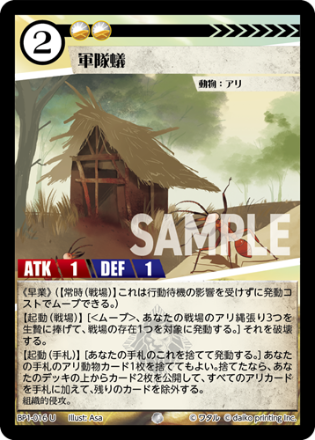 2
軍隊蟻
動物：アリ
SAMPLE
ATK 1 DEF 1
《早業》(【常時(戦場)】これは行動待機の影響を受けずに発動コス
トでムーブできる。)
【起動(戦場)】[<ムーブ>、あなたの戦場のアリ縄張り3つを
生贄に捧げて、戦場の存在1つを対象に発動する。]それを破壊
する。
【起動(手札)】[あなたの手札のこれを捨てて発動する。]あな
たの手札のアリ動物カード1枚を捨ててもよい。捨てたなら、あな
たのデッキの上からカード2枚を公開して、すべてのアリカードを
手札に加えて、残りのカードを除外する。
組織的侵攻。
BP1-016 U Illust: Asa © ワタル © daiko printing inc.